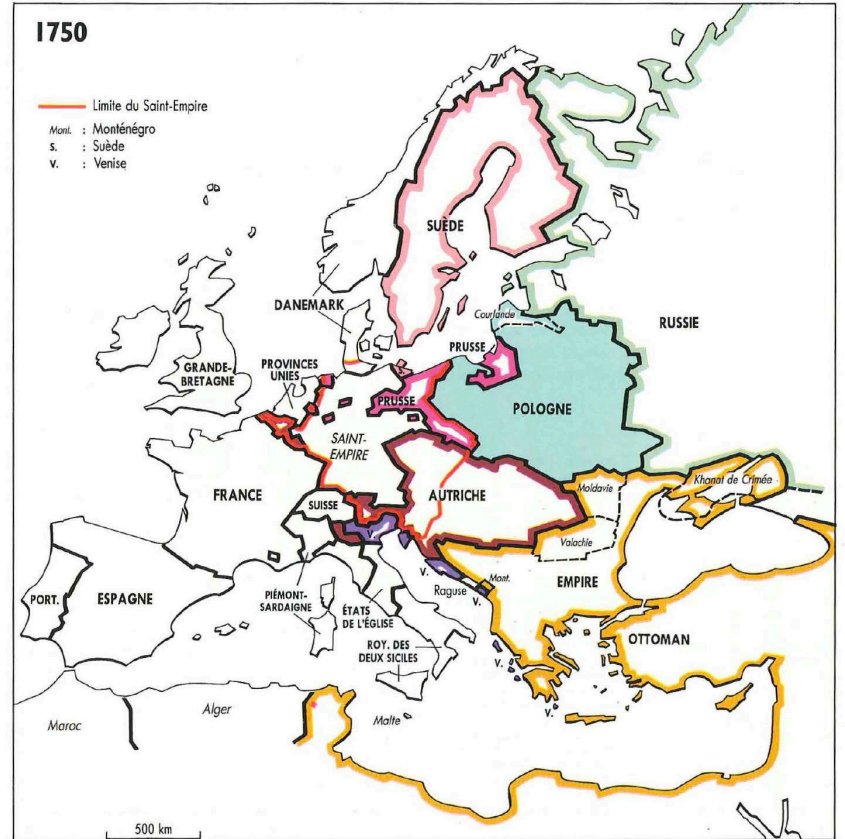 1750
Limite du Saint-Empire
Mont. : Monténégro
S. : Suède
V. : Venise
SUÈDE
DANEMARK
Courlande
RUSSIE
PRUSSE
GRANDE-
BRETAGNE
PROVINCES
UNIES
PRUSSE
POLOGNE
SAINT-
EMPIRE
FRANCE
AUTRICHE
Moldavie
Khanat de Crimée
SUISSE
V.
Valachie
PORT.
ESPAGNE
PIÉMONT-
SARDAIGNE
ÉTATS
DE L'ÉGLISE
V.
Raguse
Mont.
V.
EMPIRE
OTTOMAN
ROY. DES
DEUX SICILES
V.
V.
Maroc
Alger
Malte
500 km